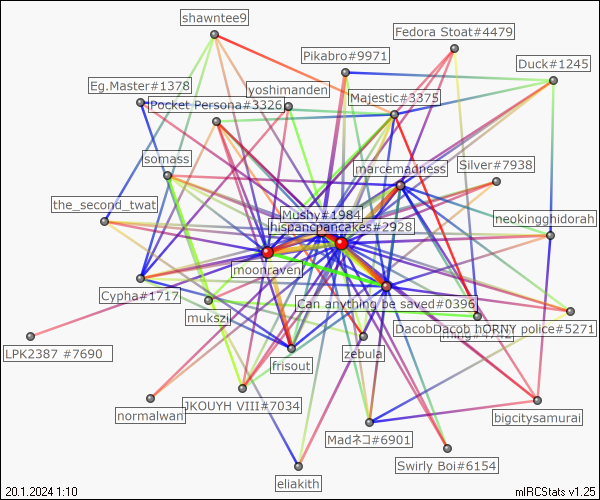 shawntee9
Fedora Stoat#4479
Pikabro#9971
Duck#1245
Eg.Master#1378
yoshimanden
Majestic#3375
Pocket Persona#3326
somass
marcemadness
Silver#7938
the_second_twat
Mushy#1984
neokingghidorah
hispancpancakes#2928
moonraven
Cypha#1717
Can anything be saved#0396
mukszi
DacobDacob hORNY police#5271
zebula
LPK2387 #7690
frisout
normalwan
JKOUYH VIII#7034
bigcitysamurai
Madネコ#6901
Swirly Boi#6154
eliakith
20.1.2024 1:10
mIRCStats v1.25